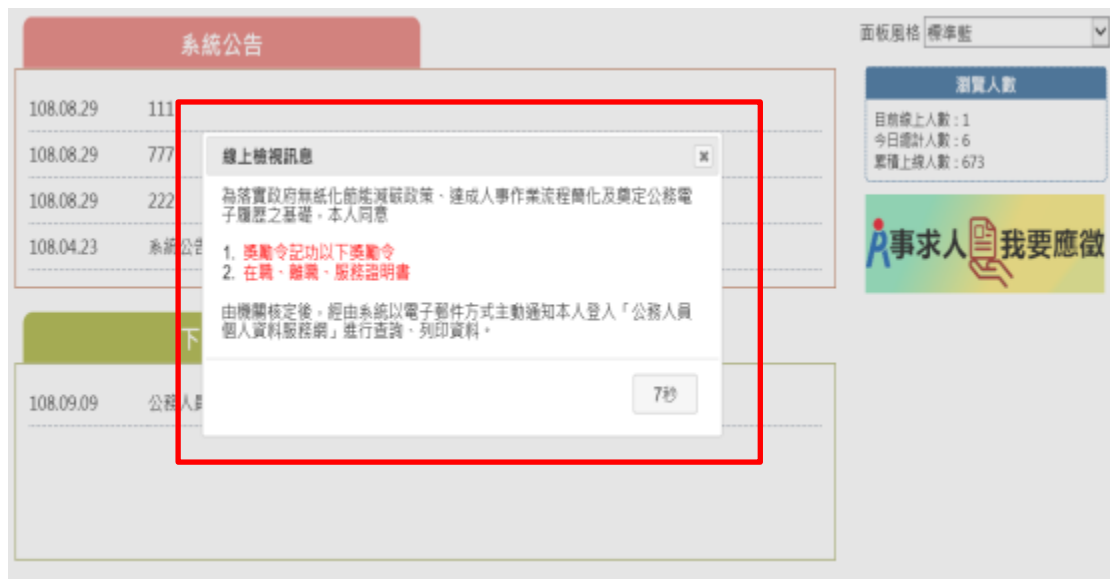 系統公告
108.08.29 111
108.08.29 777
108.08.29 222
108.04.23 系統公告
線上檢視訊息
為落實政府無紙化節能減碳政策、達成人事作業流程簡化及奠定公務電
子履歷之基礎,本人同意
1. 獎勵令記功以下獎勵令
2. 在職、離職、服務證明書
由機關核定後,經由系統以電子郵件方式主動通知本人登入「公務人員
個人資料服務網」進行查詢、列印資料。
7秒
下
108.09.09 公務人員
面板風格 標準藍
瀏覽人數
目前線上人數:1
今日總計人數:6
累積上線人數:673
事求人 我要應徵